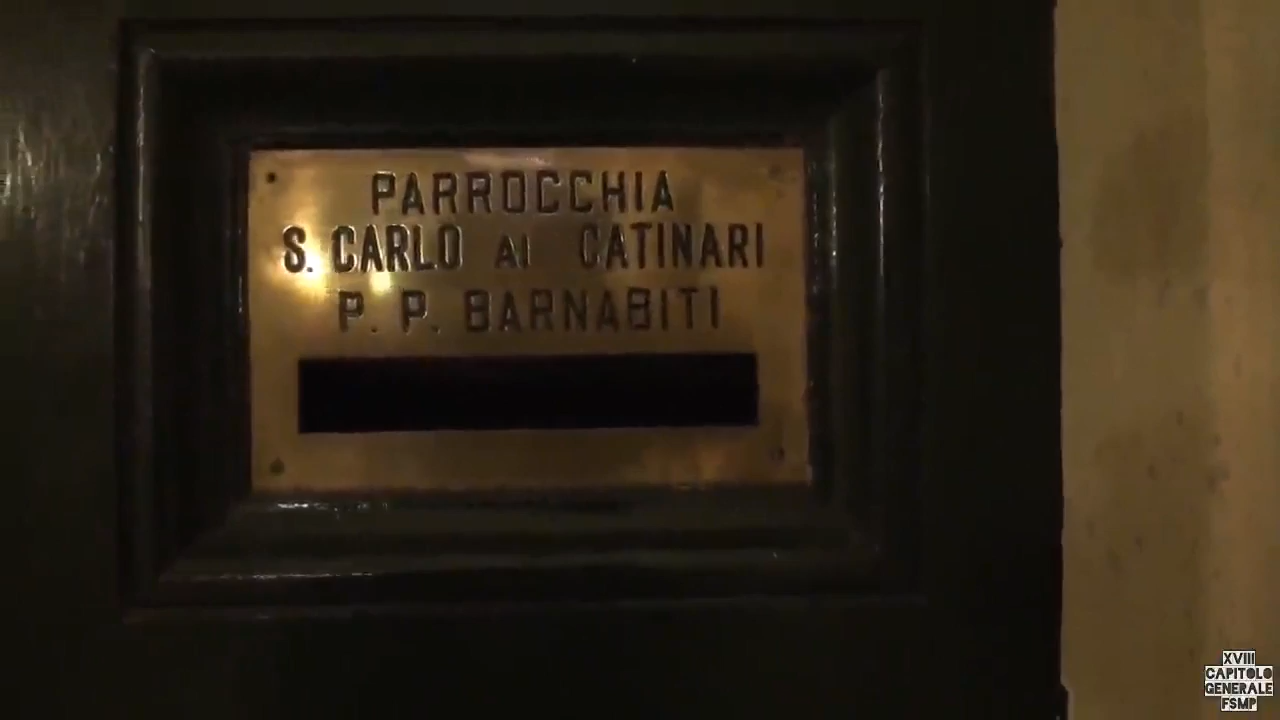 PARROCCHIA
S. CARLO AI CATINARI
P. P. BARNABITI
XVIII
CAPITOLO
GENERALE
FSMP